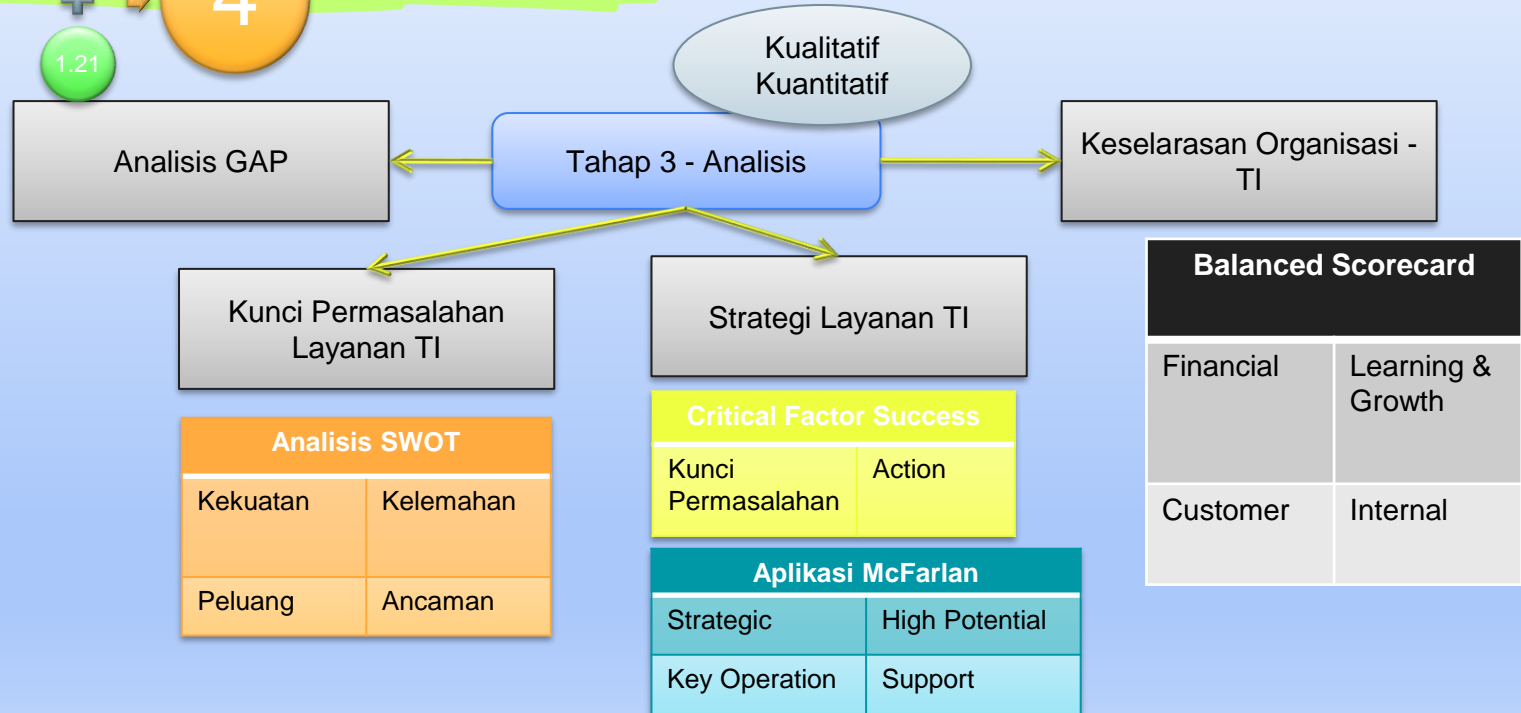 4
1.21
Kualitatif
Kuantitatif
Analisis GAP
Tahap 3 - Analisis
Keselarasan Organisasi -
TI
Kunci Permasalahan
Layanan TI
Strategi Layanan TI
Balanced Scorecard
Financial
Learning &
Growth
Customer
Internal
Analisis SWOT
Kekuatan
Kelemahan
Peluang
Ancaman
Critical Factor Success
Kunci
Permasalahan
Action
Aplikasi McFarlan
Strategic
High Potential
Key Operation
Support